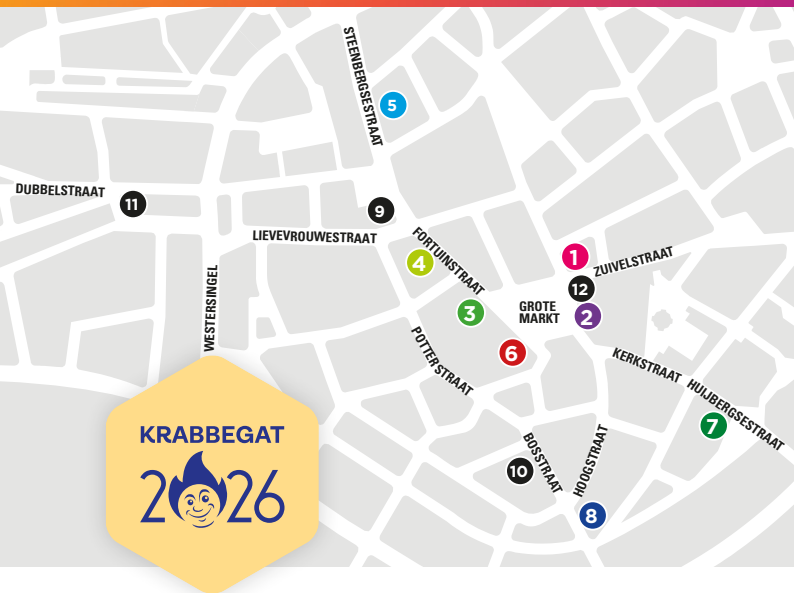 STEENBERGSESTRAAT
5
DUBBELSTRAAT
11
9
LIEVEVROUWESTRAAT
FORTUINSTRAAT
4
1
ZUIVELSTRAAT
12
WESTERSINGEL
3
GROTE
MARKT
2
POTTERSTRAAT
6
KERKSTRAAT
HUIJBERGSESTRAAT
7
KRABBEGAT
2026
BOSSTRAAT
HOOGSTRAAT
10
8